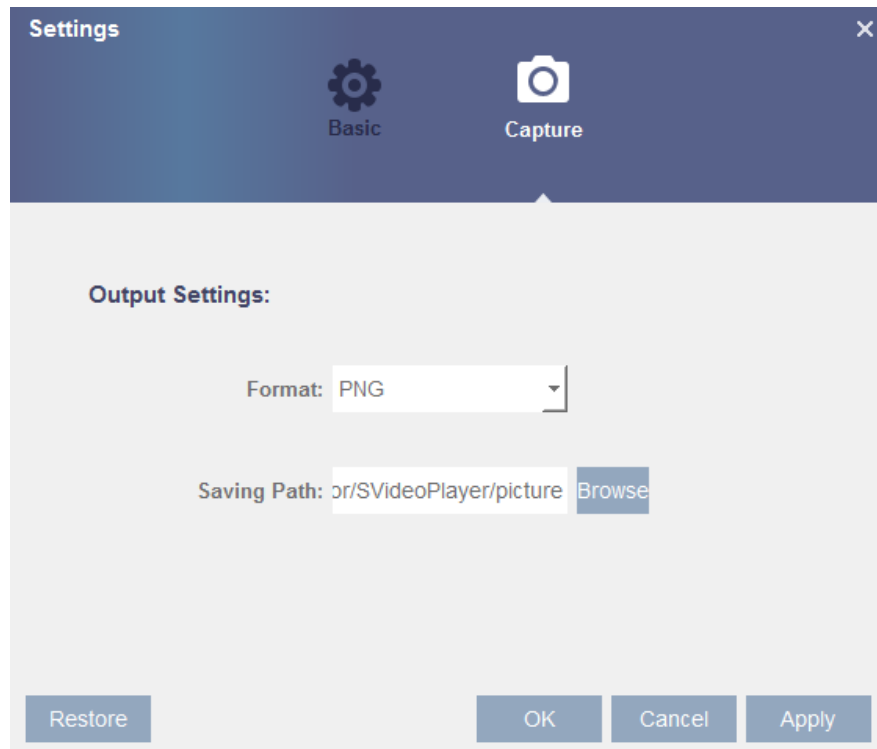 Settings
Basic
Capture
Output Settings:
Format: PNG
Saving Path: or/SVideoPlayer/picture Browse
Restore OK Cancel Apply